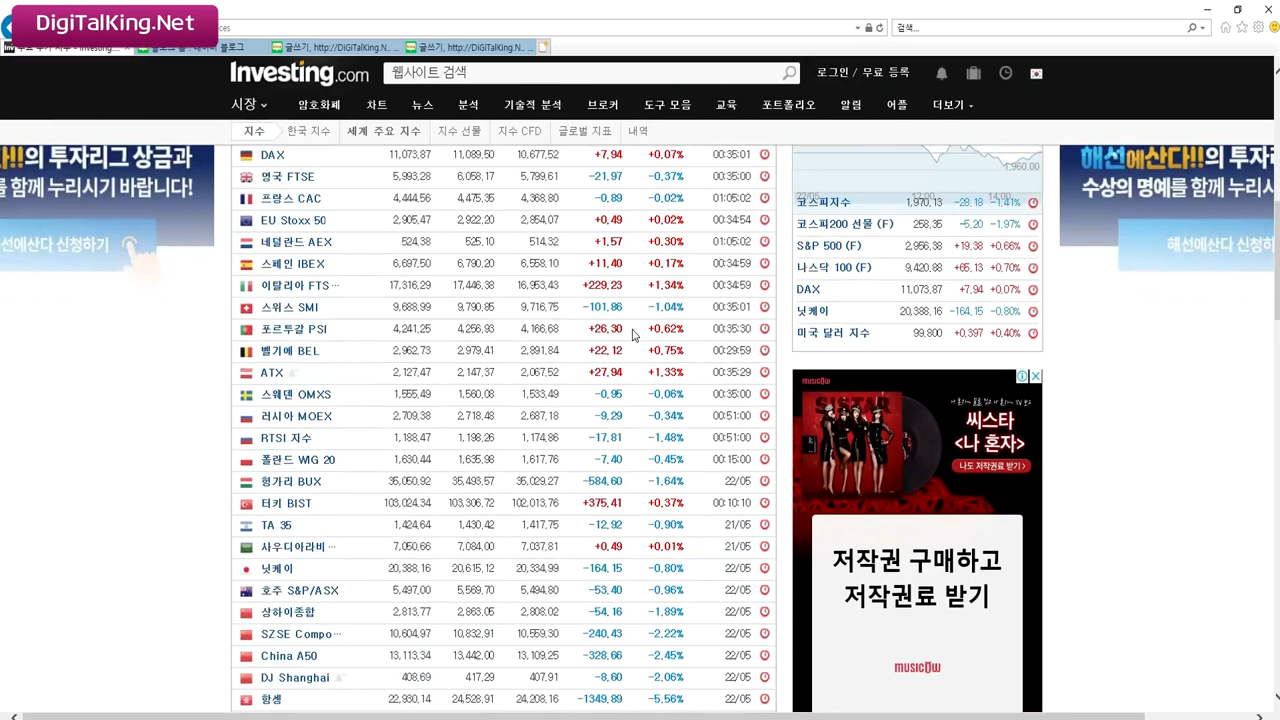 DigiTalKing.Net
검색...
글쓰기, http://DiGiTalKing.N...
글쓰기, http://DiGiTalKing.N...
Investing.com
웹사이트 검색
로그인 / 무료 등록
시장 암호화폐 차트 뉴스 분석 기술적 분석 브로커 도구 모음 교육 포트폴리오 알림 어플 더보기
지수 한국 지수 세계 주요 지수 지수 선물 지수 CFD 글로벌 지표 내역
DAX 11,073.87 11,089.50 10,677.52 +7.94 +0.07% 00:35:01
영국 FTSE 5,993.28 6,058.17 5,799.61 -21.97 -0.37% 00:35:00
프랑스 CAC 4,444.56 4,475.51 4,368.80 -0.89 -0.02% 01:05:02
EU Stoxx 50 2,905.47 2,922.20 2,854.07 +0.49 +0.02% 00:34:54
네덜란드 AEX 524.38 525.10 514.32 +1.57 +0.30% 01:05:02
스페인 IBEX 6,697.50 6,790.20 6,558.10 +11.40 +0.17% 00:34:59
이탈리아 FTS... 17,316.29 17,446.38 16,953.43 +229.23 +1.34% 00:34:59
스위스 SMI 9,688.99 9,790.85 9,716.75 -101.86 -1.04% 00:35:01
포르투갈 PSI 4,241.25 4,256.93 4,166.68 +26.30 +0.62% 00:35:30
벨기에 BEL 2,962.73 2,979.41 2,891.84 +22.12 +0.75% 00:29:59
ATX 2,127.47 2,147.37 2,067.52 +27.94 +1.33% 00:35:29
스웨덴 OMXS 1,555.49 1,560.08 1,533.49 -0.95 -0.06% 00:35:00
러시아 MO... 2,709.38 2,718.48 2,687.18 -9.29 -0.34% 00:51:00
RTSI 지수 1,188.47 1,198.26 1,174.86 -17.81 -1.48% 00:51:00
폴란드 WIG 20 1,630.44 1,635.98 1,617.76 -7.40 -0.45% 00:15:00
헝가리 BUX 35,060.92 35,493.57 35,029.27 -584.60 -1.64% 22/05
터키 BIST 103,024.34 103,306.72 102,013.76 +375.41 +0.37% 00:10:10
TA 35 1,424.64 1,430.42 1,417.75 -12.92 -0.90% 21/05
사우디아라비... 7,050.66 7,084.00 7,037.81 +0.49 +0.01% 21/05
닛케이 20,388.16 20,615.12 20,334.99 -164.15 -0.80% 22/05
호주 S&P/ASX 5,497.00 5,569.70 5,494.80 -53.40 -0.96% 22/05
상하이종합 2,813.77 2,863.05 2,808.02 -54.16 -1.89% 22/05
SZSE Compo... 10,604.97 10,832.91 10,559.30 -240.43 -2.22% 22/05
China A50 13,113.34 13,442.00 13,109.25 -328.66 -2.45% 22/05
DJ Shanghai 408.69 417.23 407.91 -8.60 -2.06% 22/05
항셍 22,930.14 24,528.91 24,208.16 -1349.89 -5.56% 22/05
1,960.00
22/05 12:00 14:00
코스피지수 1,970.13 -28.18 -1.41%
코스피200 선물 (F) 258.35 -5.20 -1.97%
S&P 500 (F) 2,956.38 +19.38 +0.66%
나스닥 100 (F) 9,420.88 +65.13 +0.70%
DAX 11,073.87 +7.94 +0.07%
닛케이 20,388.16 -164.15 -0.80%
미국 달러 지수 99.800 +0.397 +0.40%
다!!의 투자리그 상금과
를 함께 누리시기 바랍니다!
선에산다 신청하기
해선에산다!!의 투자리
수상의 명예를 함께 누리시
해선에산다 신청하
MUSICOW
SISTAR
씨스타
<나 혼자>
나도 저작권료 받기 >
저작권 구매하고
저작권료 받기
MUSICOW